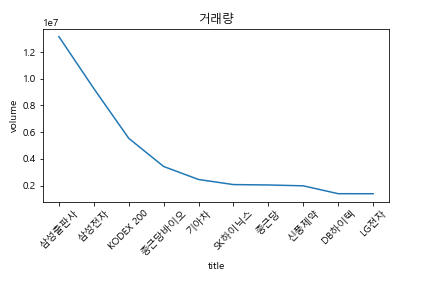 거래량
1e7
1.2
1.0
0.8
0.6
0.4
0.2
volume
삼성출판사
삼성전자
KODEX 200
종근당바이오
기아차
SK하이닉스
종근당
신풍제약
DB하이텍
LG전자
title